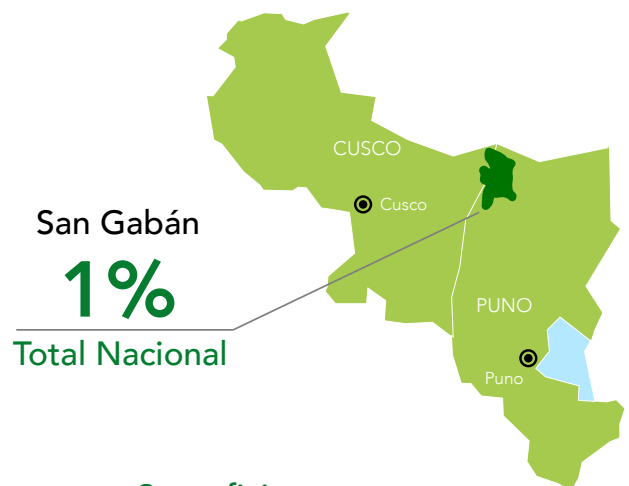 CUSCO
Cusco
San Gabán
1%
Total Nacional
PUNO
Puno